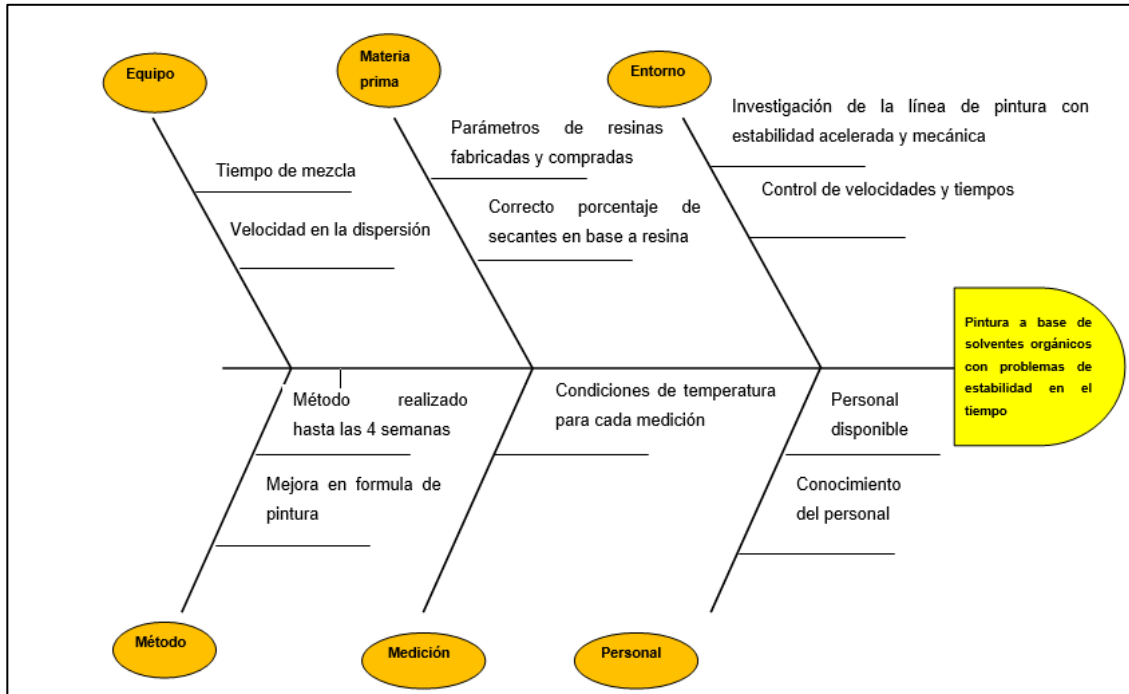 Equipo
Materia
prima
Entorno
Investigación de la línea de pintura con
estabilidad acelerada y mecánica
Parámetros de resinas
fabricadas y compradas
Tiempo de mezcla
Control de velocidades y tiempos
Correcto porcentaje de
secantes en base a resina
Velocidad en la dispersión
Pintura a base de
solventes orgánicos
con problemas de
estabilidad en el
tiempo
Método realizado
hasta las 4 semanas
Condiciones de temperatura
para cada medición
Personal
disponible
Mejora en formula de
pintura
Conocimiento
del personal
Método
Medición
Personal